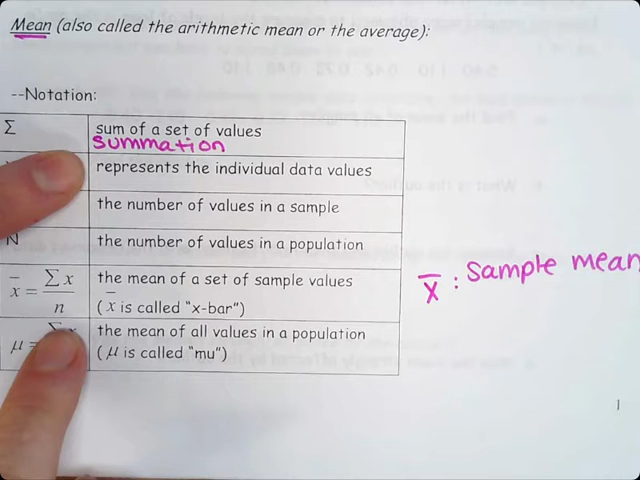 Mean (also called the arithmetic mean or the average):
--Notation:
Σ sum of a set of values
summation
represents the individual data values
the number of values in a sample
N the number of values in a population
x̄ = Σx / n the mean of a set of sample values
(x̄ is called "x-bar")
μ = the mean of all values in a population
(μ is called "mu")
x̄ : Sample mean
1